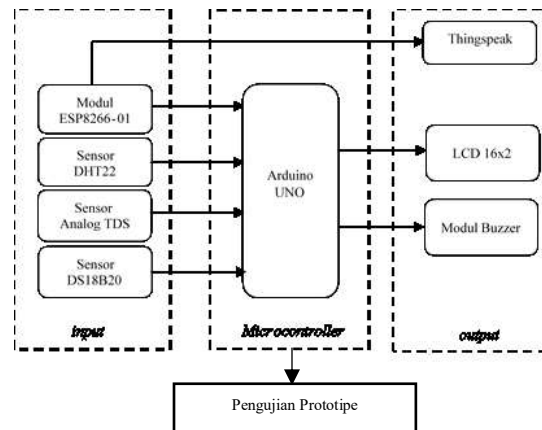 Thingspeak
Modul
ESP8266-01
Sensor
DHT22
Sensor
Analog TDS
Sensor
DS18B20
Arduino
UNO
LCD 16x2
Modul Buzzer
input
Microcontroller
output
Pengujian Prototipe